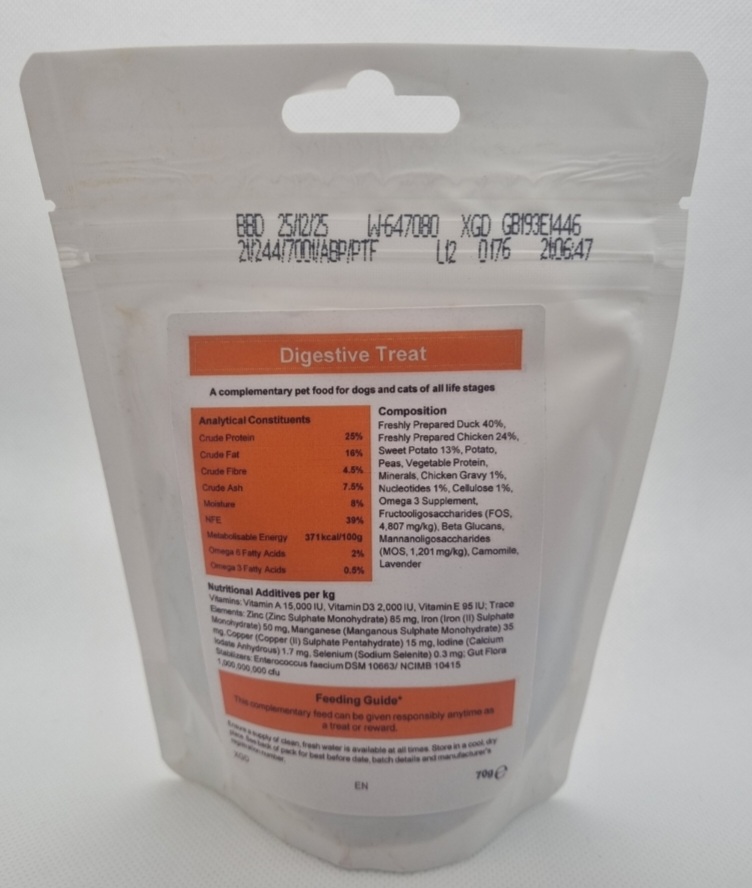 BBD 25/12/25 W-647080 XGD GB193E1446
21/244/7001/ABP/PTF L12 0176 21:06:47
Digestive Treat
A complementary pet food for dogs and cats of all life stages
Analytical Constituents
Crude Protein 25%
Crude Fat 16%
Crude Fibre 4.5%
Crude Ash 7.5%
Moisture 8%
NFE 39%
Metabolisable Energy 371kcal/100g
Omega 6 Fatty Acids 2%
Omega 3 Fatty Acids 0.5%
Composition
Freshly Prepared Duck 40%,
Freshly Prepared Chicken 24%,
Sweet Potato 13%, Potato,
Peas, Vegetable Protein,
Minerals, Chicken Gravy 1%,
Nucleotides 1%, Cellulose 1%,
Omega 3 Supplement,
Fructooligosaccharides (FOS,
4,807 mg/kg), Beta Glucans,
Mannanoligosaccharides
(MOS, 1,201 mg/kg), Camomile,
Lavender
Nutritional Additives per kg
Vitamins: Vitamin A 15,000 IU, Vitamin D3 2,000 IU, Vitamin E 95 IU; Trace
Elements: Zinc (Zinc Sulphate Monohydrate) 85 mg, Iron (Iron (II) Sulphate
Monohydrate) 50 mg, Manganese (Manganous Sulphate Monohydrate) 35
mg, Copper (Copper (II) Sulphate Pentahydrate) 15 mg, Iodine (Calcium
Iodate Anhydrous) 1.7 mg, Selenium (Sodium Selenite) 0.3 mg; Gut Flora
Stabilizers: Enterococcus faecium DSM 10663/ NCIMB 10415
1,000,000,000 cfu
Feeding Guide*
The complementary feed can be given responsibly anytime as
a treat or reward.
Ensure a supply of clean, fresh water is available at all times. Store in a cool, dry
place. See back of pack for best before date, batch details and manufacturer's
registration number.
XGD
EN
70g e